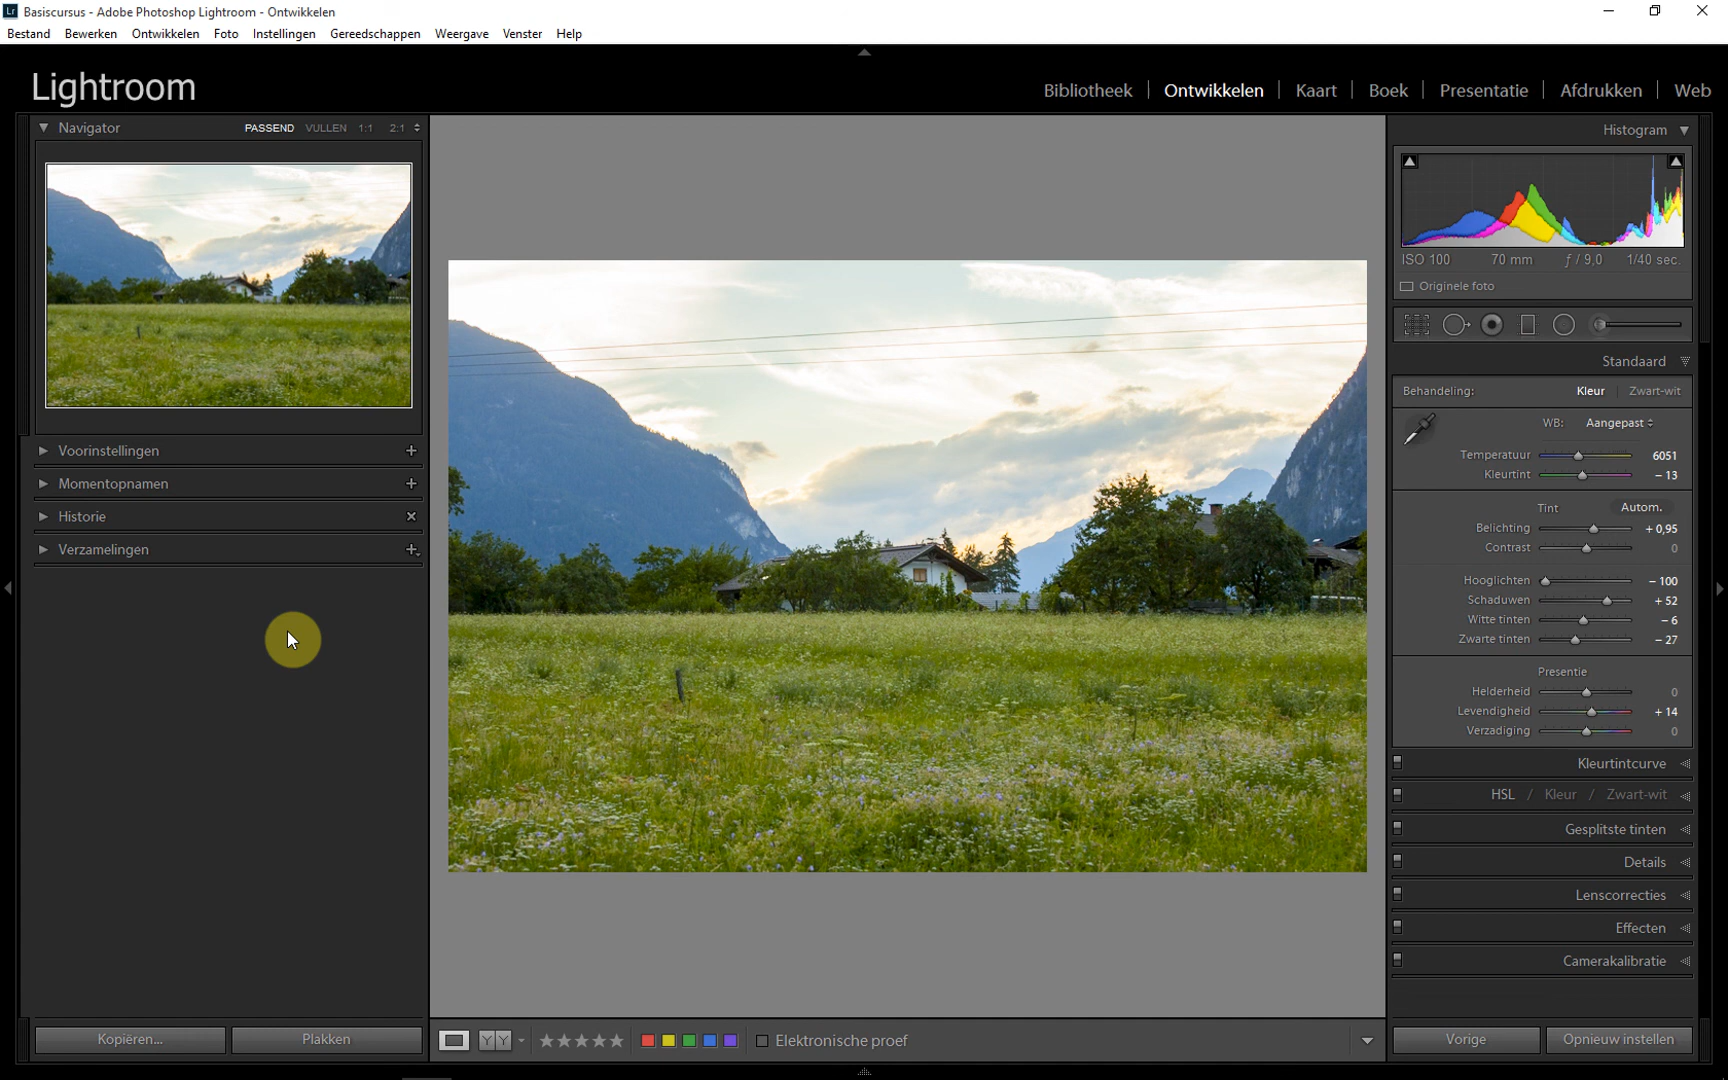 Lr Basiscursus - Adobe Photoshop Lightroom - Ontwikkelen
Bestand Bewerken Ontwikkelen Foto Instellingen Gereedschappen Weergave Venster Help
Lightroom
Bibliotheek | Ontwikkelen | Kaart | Boek | Presentatie | Afdrukken | Web
Navigator PASSEND VULLEN 1:1 2:1
Voorinstellingen +
Momentopnamen +
Historie ×
Verzamelingen +
Kopiëren... Plakken
YY Elektronische proef
Histogram
ISO 100 70 mm ƒ / 9,0 1/40 sec.
Originele foto
Standaard
Behandeling: Kleur | Zwart-wit
WB: Aangepast
Temperatuur 6051
Kleurtint – 13
Tint Autom.
Belichting + 0,95
Contrast 0
Hooglichten – 100
Schaduwen + 52
Witte tinten – 6
Zwarte tinten – 27
Presentie
Helderheid 0
Levendigheid + 14
Verzadiging 0
Kleurtintcurve
HSL / Kleur / Zwart-wit
Gesplitste tinten
Details
Lenscorrecties
Effecten
Camerakalibratie
Vorige Opnieuw instellen